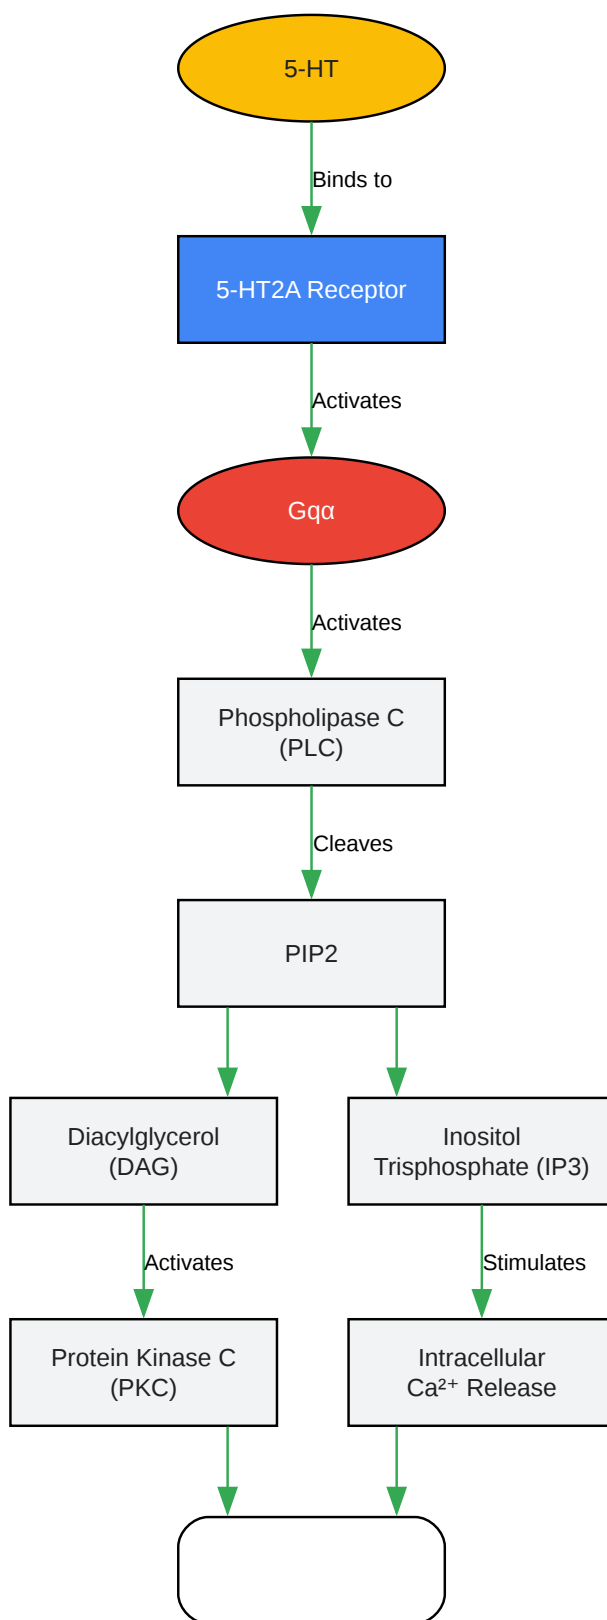 5-HT
Binds to
5-HT2A Receptor
Activates
Gqα
Activates
Phospholipase C
(PLC)
Cleaves
PIP2
Diacylglycerol
(DAG)
Inositol
Trisphosphate (IP3)
Activates
Stimulates
Protein Kinase C
(PKC)
Intracellular
Ca²⁺ Release